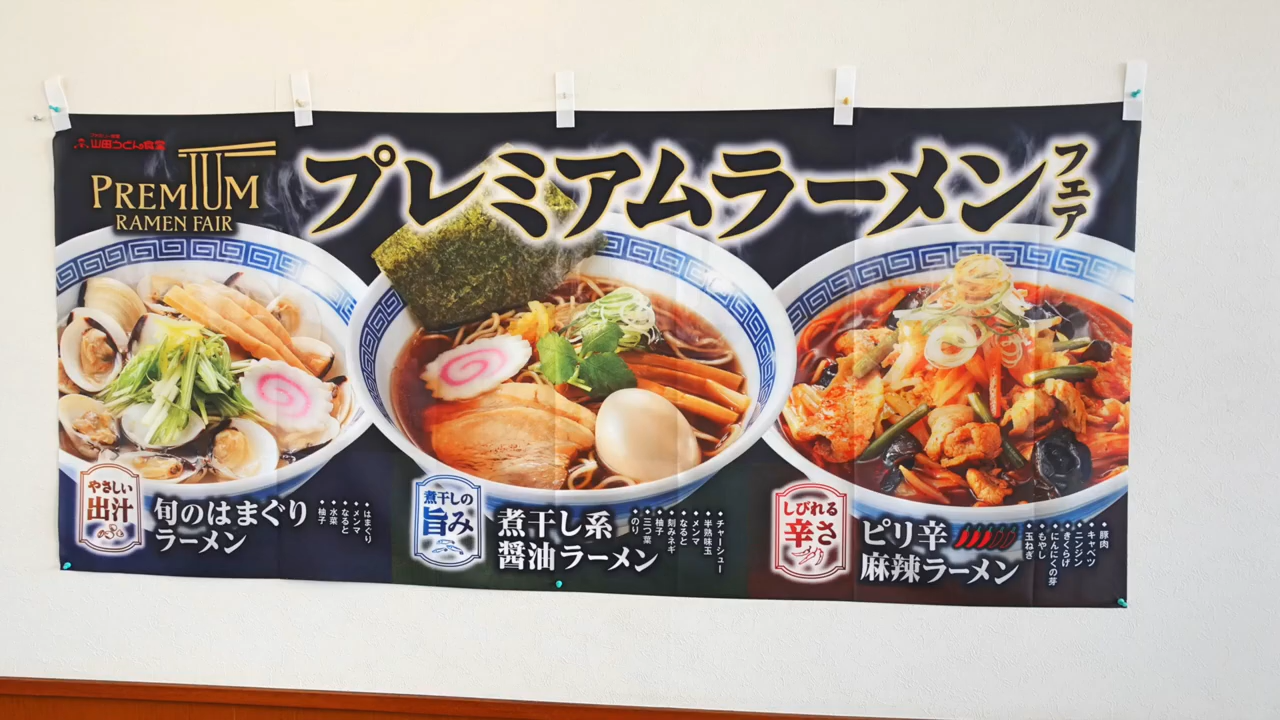 山田うどん食堂
PREMIUM
RAMEN FAIR
プレミアムラーメンフェア
やさしい
出汁
旬のはまぐり
ラーメン
◆はまぐり
◆メンマ
◆なると
◆水菜
◆柚子
煮干しの
旨み
煮干し系
醤油ラーメン
◆チャーシュー
◆半熟味玉
◆メンマ
◆なると
◆刻みネギ
◆柚子
◆三つ葉
◆のり
しびれる
辛さ
ピリ辛
麻辣ラーメン
◆豚肉
◆キャベツ
◆ニンジン
◆きくらげ
◆にんにくの芽
◆もやし
◆玉ねぎ